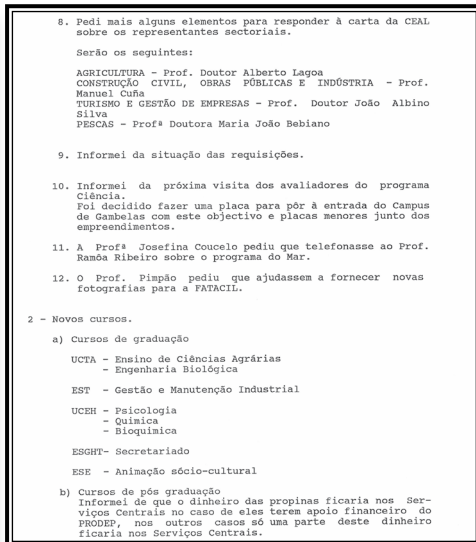 8. Pedi mais alguns elementos para responder à carta da CEAL
sobre os representantes sectoriais.
Serão os seguintes:
AGRICULTURA - Prof. Doutor Alberto Lagoa
CONSTRUÇÃO CIVIL, OBRAS PÚBLICAS E INDÚSTRIA - Prof.
Manuel Cuña
TURISMO E GESTÃO DE EMPRESAS - Prof. Doutor João Albino
Silva
PESCAS - Profª Doutora Maria João Bebiano
9. Informei da situação das requisições.
10. Informei da próxima visita dos avaliadores do programa
Ciência.
Foi decidido fazer uma placa para pôr à entrada do Campus
de Gambelas com este objectivo e placas menores junto dos
empreendimentos.
11. A Profª Josefina Coucelo pediu que telefonasse ao Prof.
Ramôa Ribeiro sobre o programa do Mar.
12. O Prof. Pimpão pediu que ajudassem a fornecer novas
fotografias para a FATACIL.
2 - Novos cursos.
a) Cursos de graduação
UCTA - Ensino de Ciências Agrárias
- Engenharia Biológica
EST - Gestão e Manutenção Industrial
UCEH - Psicologia
- Quimica
- Bioquimica
ESGHT- Secretariado
ESE - Animação sócio-cultural
b) Cursos de pós graduação
Informei de que o dinheiro das propinas ficaria nos Ser-
viços Centrais no caso de eles terem apoio financeiro do
PRODEP, nos outros casos só uma parte deste dinheiro
ficaria nos Serviços Centrais.